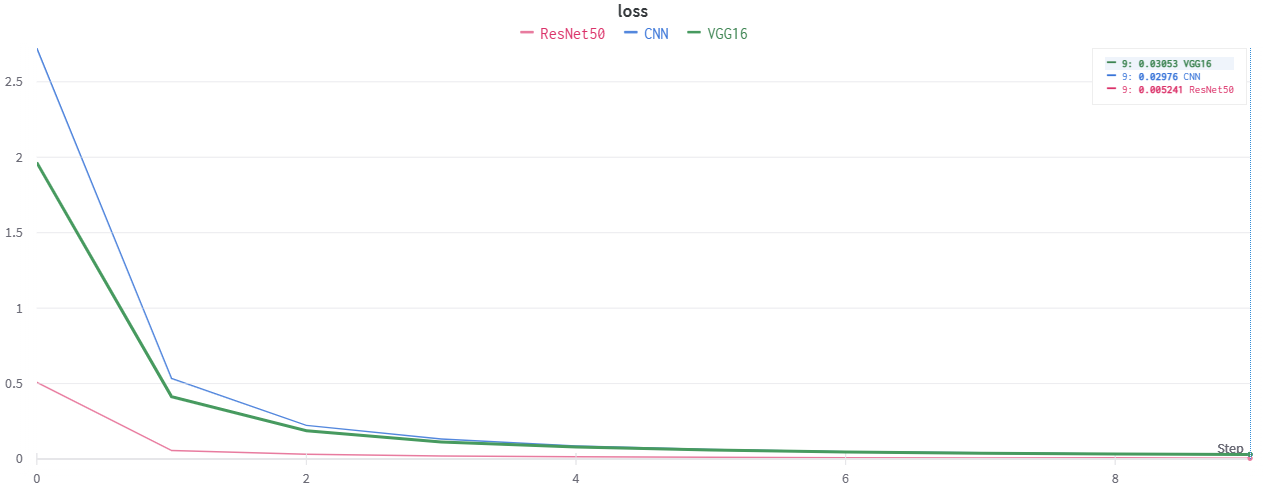 loss
ResNet50 CNN VGG16
9: 0.03053 VGG16
9: 0.02976 CNN
9: 0.005241 ResNet50
2.5
2
1.5
1
0.5
0
Step
0 2 4 6 8